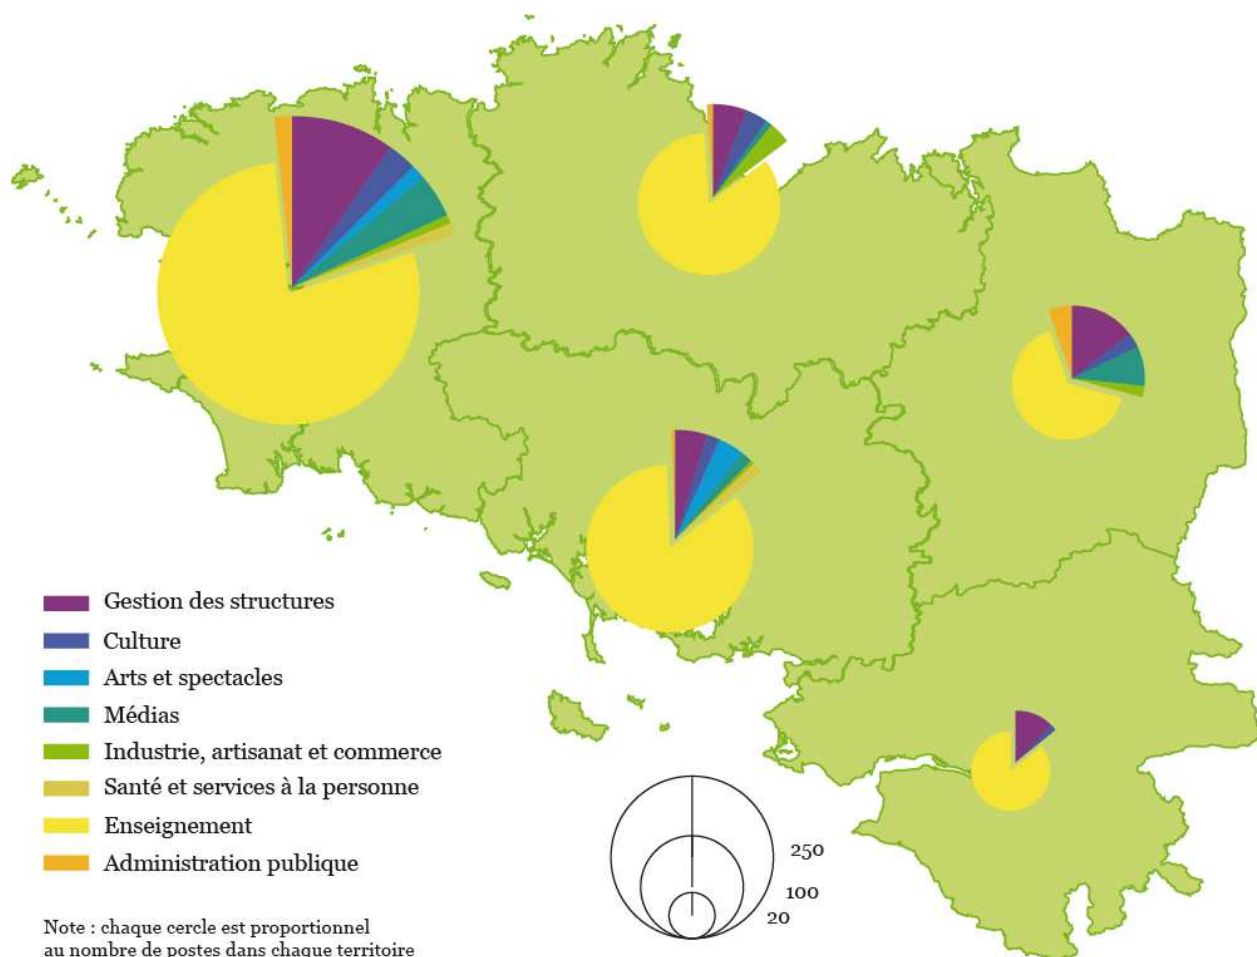 Gestion des structures
Culture
Arts et spectacles
Médias
Industrie, artisanat et commerce
Santé et services à la personne
Enseignement
Administration publique
250
100
20
Note : chaque cercle est proportionnel
au nombre de postes dans chaque territoire